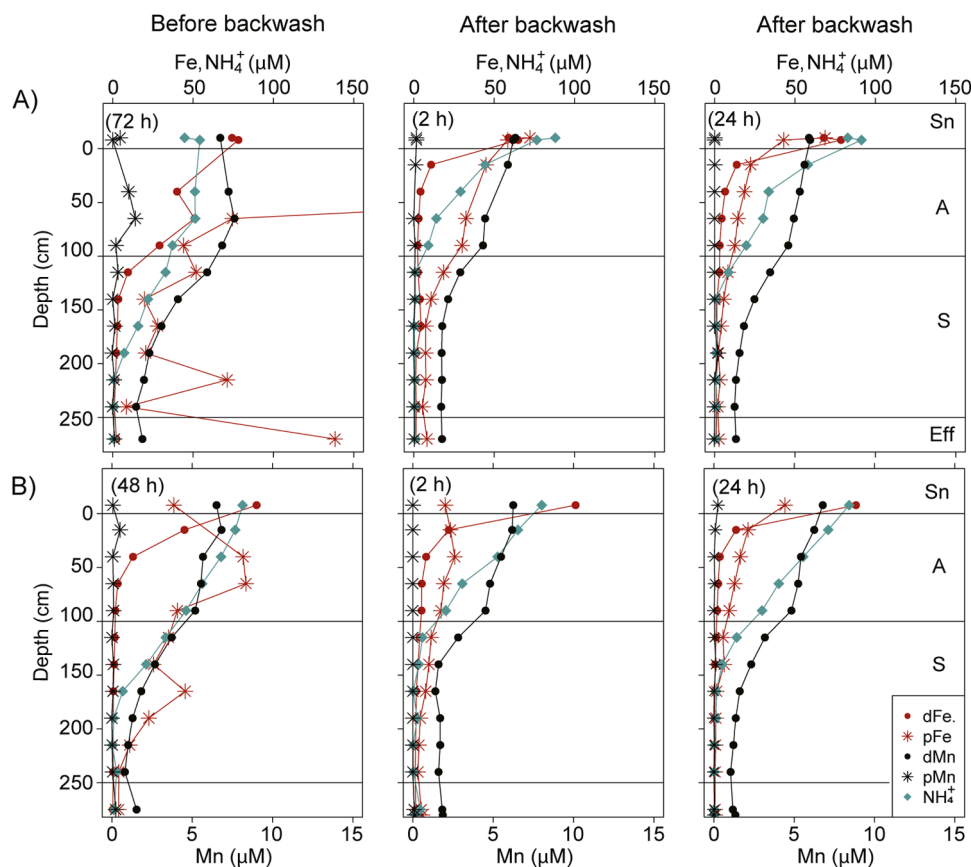 Before backwash After backwash After backwash
Fe, NH₄⁺ (µM) Fe, NH₄⁺ (µM) Fe, NH₄⁺ (µM)
A)
0 50 100 150 0 50 100 150 0 50 100 150
(72 h) (2 h) (24 h) Sn
0
50 A
100
Depth (cm)
150 S
200
250
Eff
B)
(48 h) (2 h) (24 h) Sn
0
50 A
100
Depth (cm)
150 S
200
250
dFe.
pFe
dMn
pMn
NH₄⁺
0 5 10 15 0 5 10 15 0 5 10 15
Mn (µM) Mn (µM) Mn (µM)